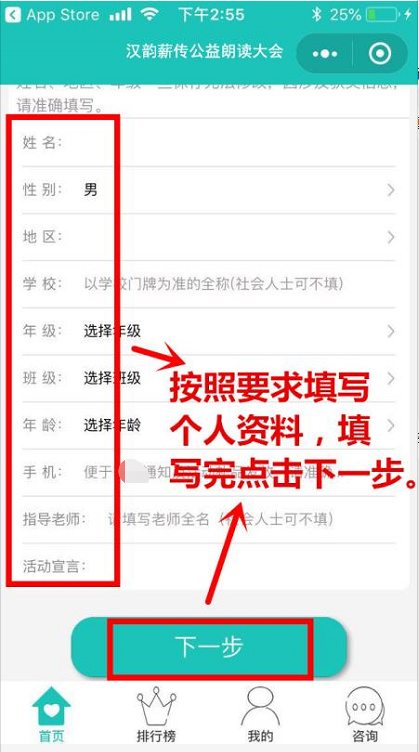 App Store 下午2:55 25%
汉韵薪传公益朗读大会
请准确填写。
姓 名:
性 别: 男
地 区:
学 校: 以学校门牌为准的全称(社会人士可不填)
年 级: 选择年级
班 级: 选择班级
年 龄: 选择年龄
手 机: 便于 通知
指导老师: 请填写老师全名 (社会人士可不填)
活动宣言:
按照要求填写
个人资料，填
写完点击下一步。
下一步
首页 排行榜 我的 咨询